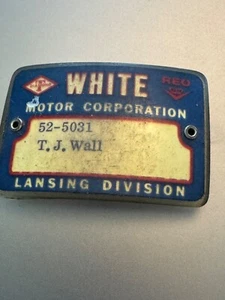 WHITE
REO
MOTOR CORPORATION
52-5031
T. J. Wall
LANSING DIVISION